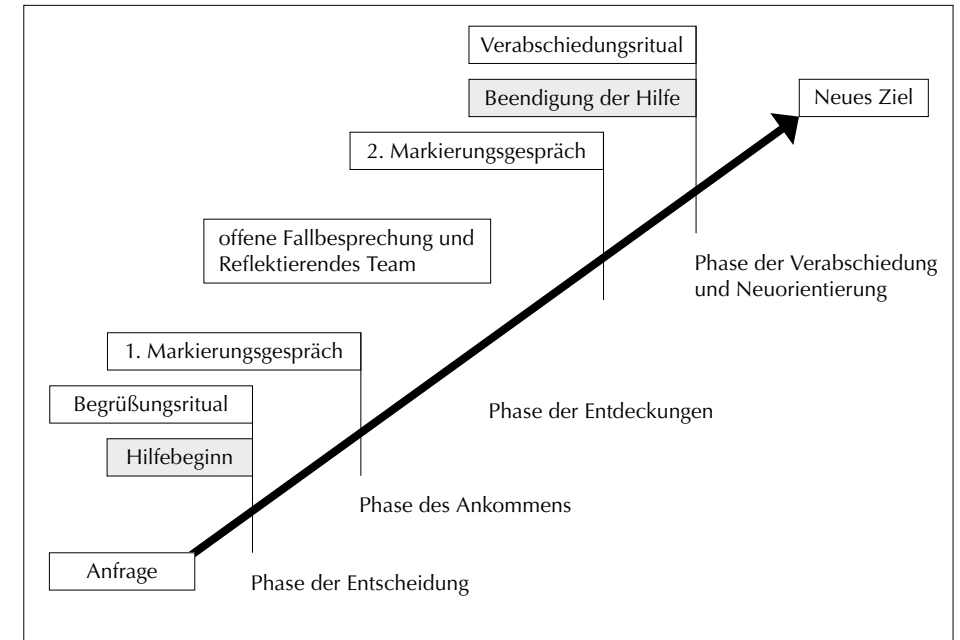 Verabschiedungsritual
Beendigung der Hilfe
Neues Ziel
2. Markierungsgespräch
offene Fallbesprechung und
Reflektierendes Team
Phase der Verabschiedung
und Neuorientierung
1. Markierungsgespräch
Begrüßungsritual
Phase der Entdeckungen
Hilfebeginn
Phase des Ankommens
Anfrage
Phase der Entscheidung